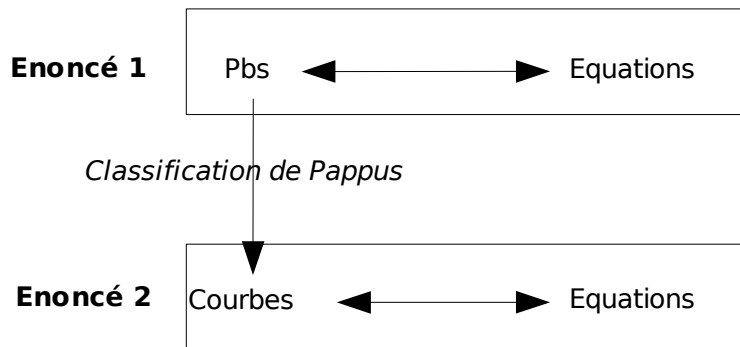 Enoncé 1 Pbs Equations
Classification de Pappus
Enoncé 2 Courbes Equations